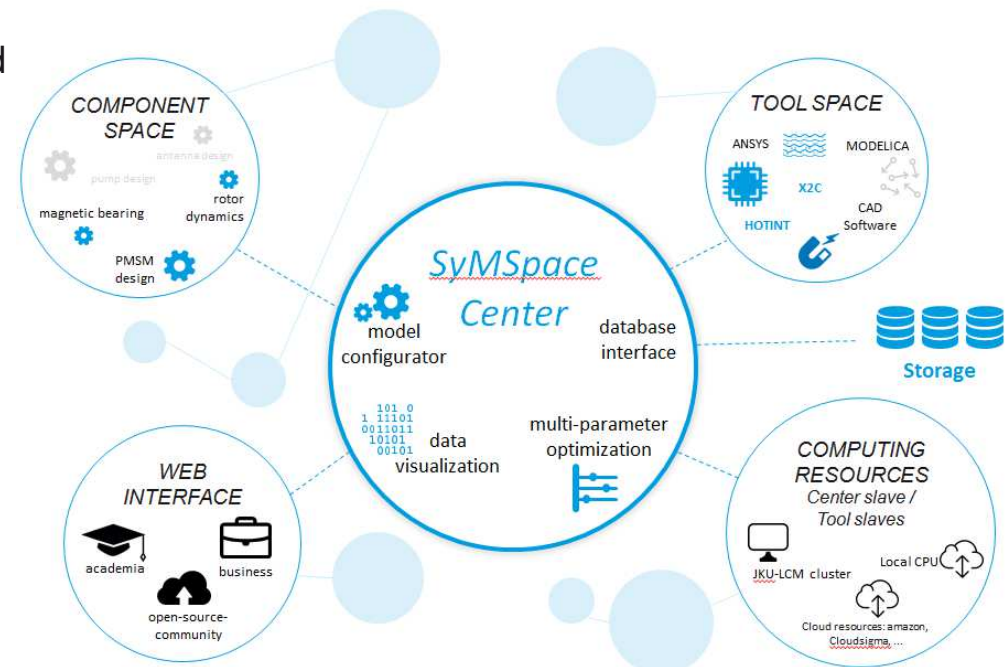 d
COMPONENT
SPACE
antenna design
pump design
rotor
dynamics
magnetic bearing
PMSM
design
TOOL SPACE
ANSYS
MODELICA
X2C
HOTINT
CAD
Software
SyMSpace
Center
model
configurator
database
interface
101 0
1 11101
0011011
10101
00101
data
visualization
multi-parameter
optimization
Storage
WEB
INTERFACE
academia
business
open-source-
community
COMPUTING
RESOURCES
Center slave /
Tool slaves
JKU-LCM cluster
Local CPU
Cloud resources: amazon,
Cloudsigma, ...